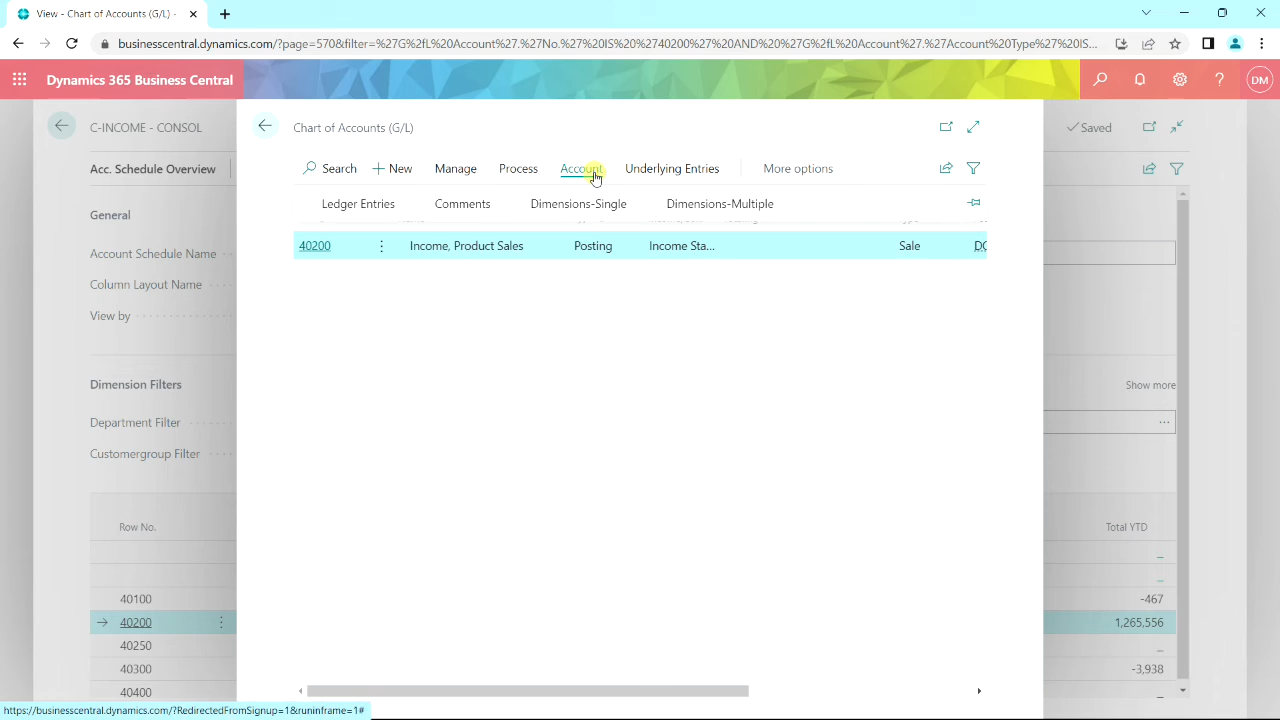 View - Chart of Accounts (G/L) -
businesscentral.dynamics.com/?page=570&filter=%27G%2fL%20Account%27.%27No.%27%20IS%20%2740200%27%20AND%20%27G%2fL%20Account%27.%27Account%20Type%27%20IS...
Dynamics 365 Business Central
DM
C-INCOME - CONSOL
Chart of Accounts (G/L)
Saved
Acc. Schedule Overview
Search
New
Manage
Process
Account
Underlying Entries
More options
Ledger Entries
Comments
Dimensions-Single
Dimensions-Multiple
General
40200
Income, Product Sales
Posting
Income Sta...
Sale
DO
Account Schedule Name
Column Layout Name
View by
Dimension Filters
Show more
Department Filter
Customergroup Filter
Row No.
Total YTD
40100
-467
40200
1,265,556
40250
40300
-3,938
40400
https://businesscentral.dynamics.com/?RedirectedFromSignup=1&runinframe=1#